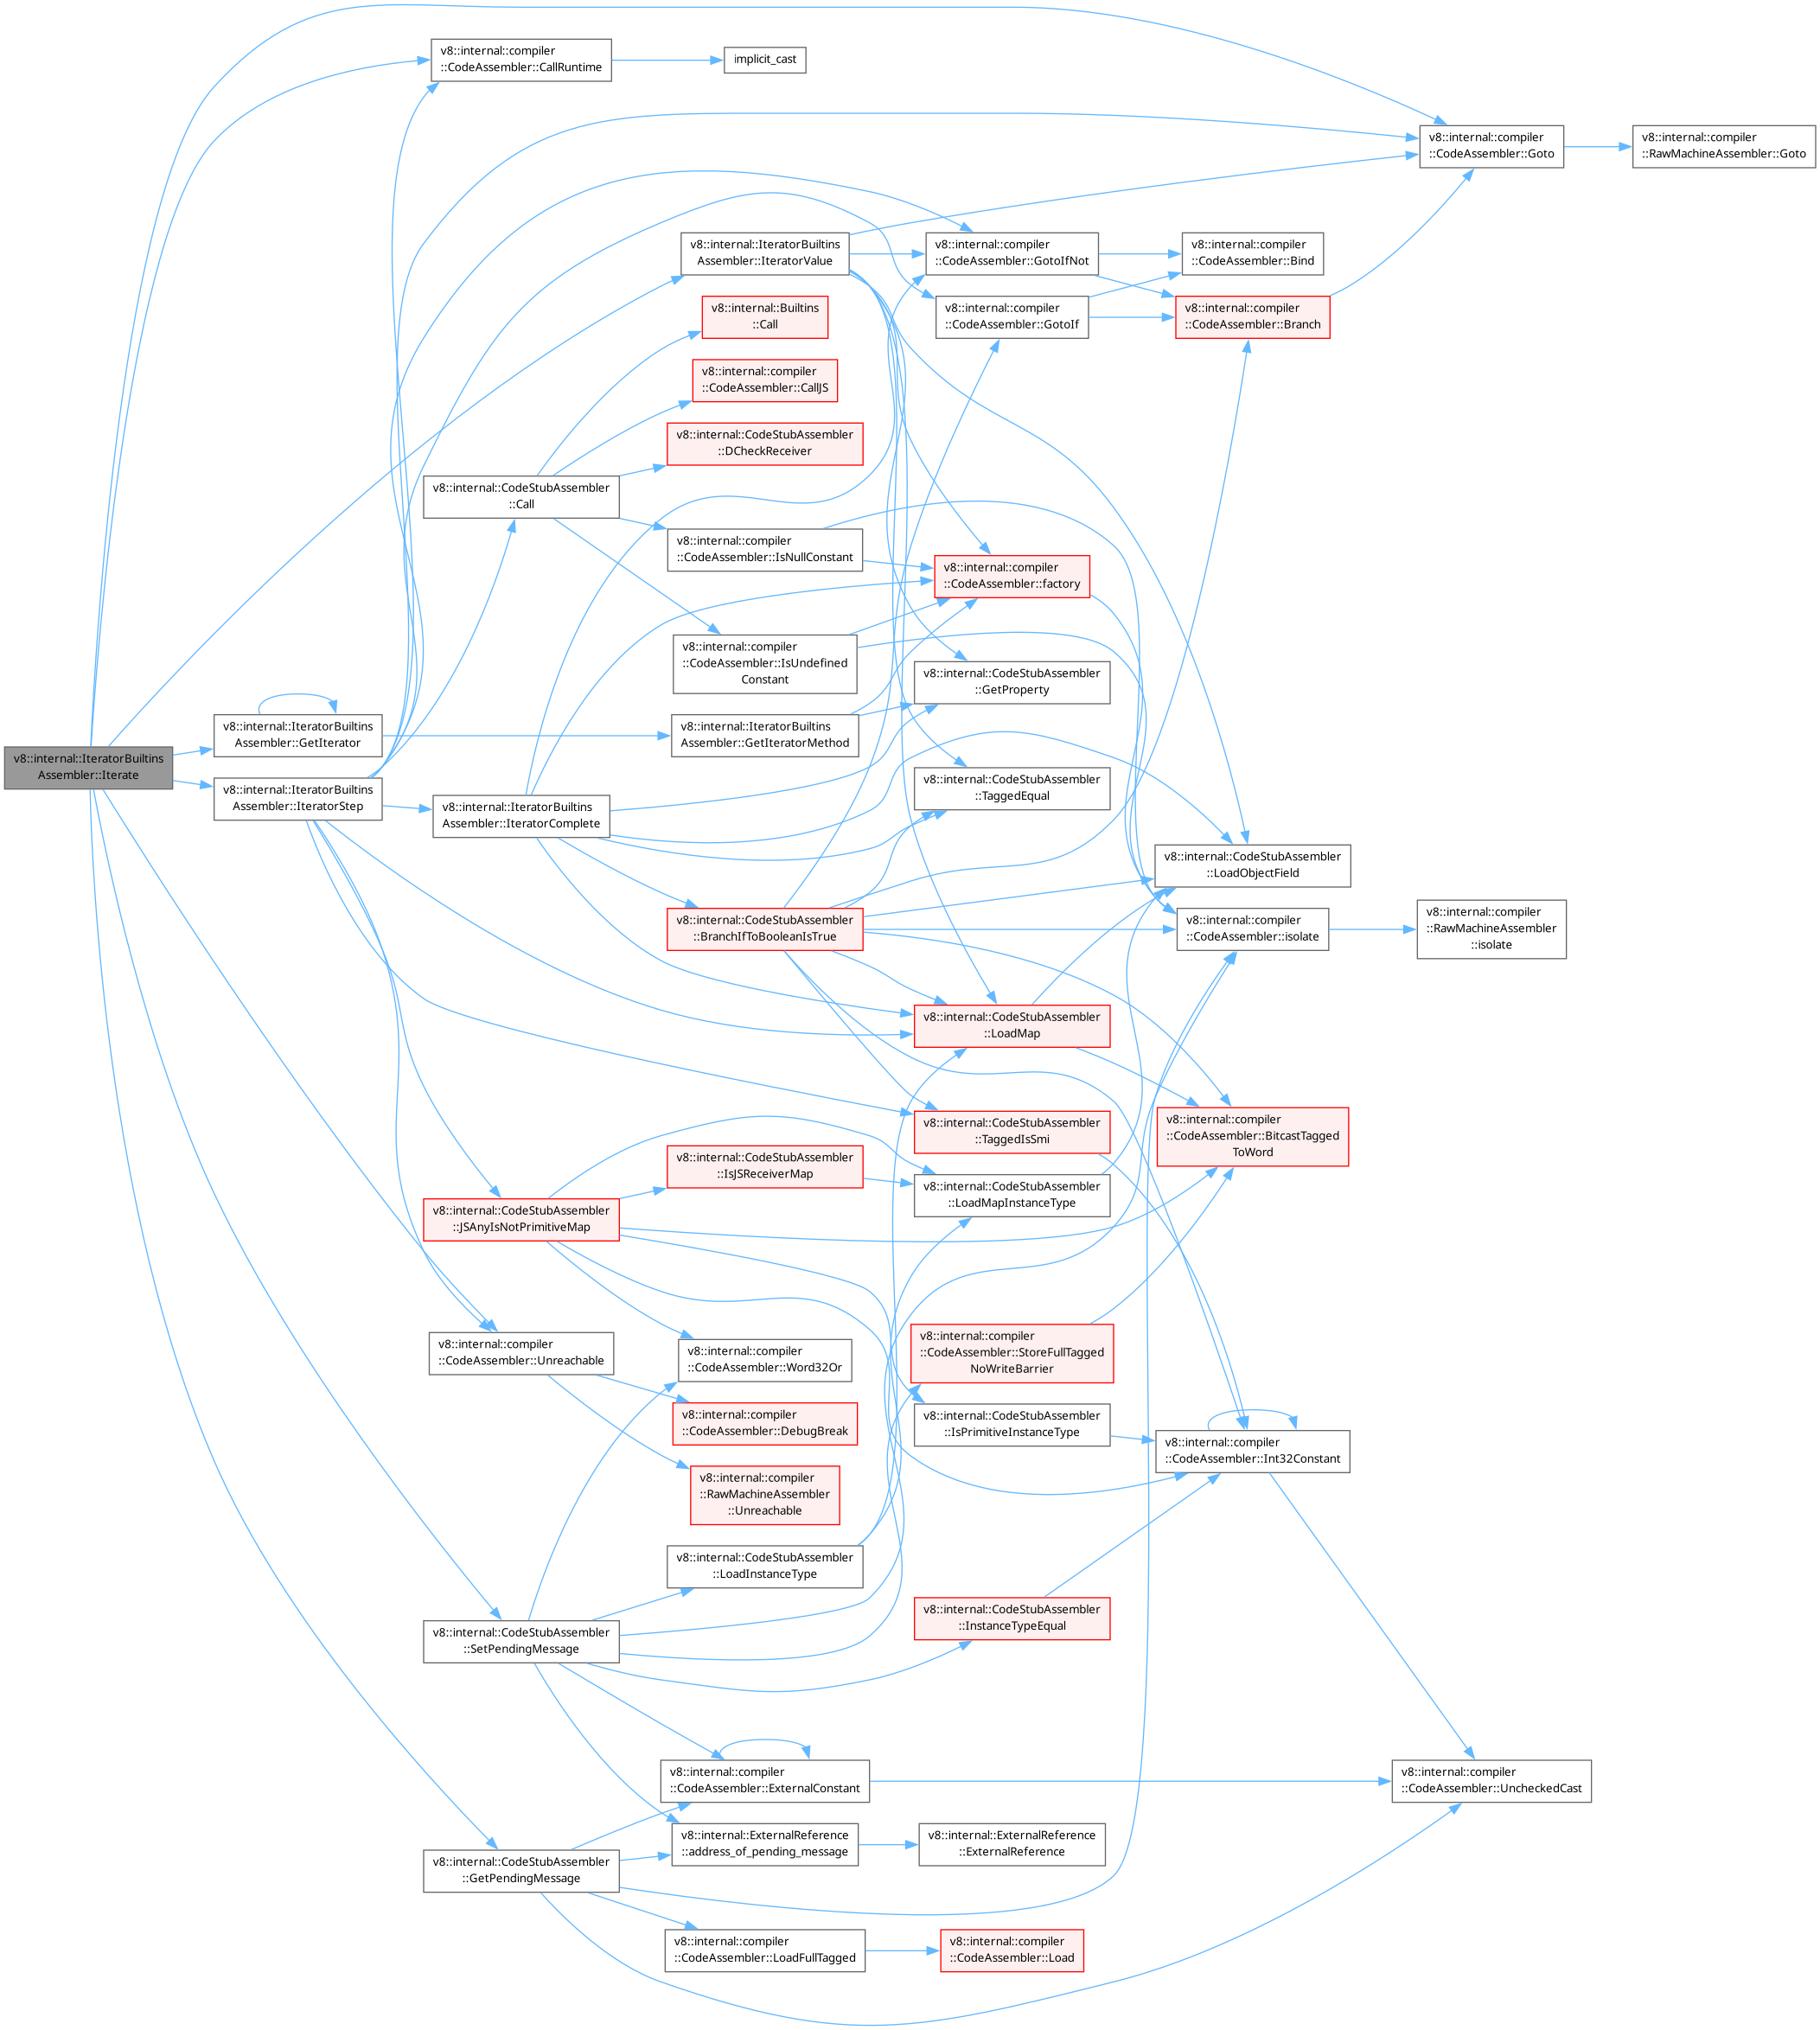 v8::internal::compiler
::CodeAssembler::CallRuntime
implicit_cast
v8::internal::compiler
::CodeAssembler::Goto
v8::internal::compiler
::RawMachineAssembler::Goto
v8::internal::IteratorBuiltins
Assembler::IteratorValue
v8::internal::compiler
::CodeAssembler::GotoIfNot
v8::internal::compiler
::CodeAssembler::Bind
v8::internal::Builtins
::Call
v8::internal::compiler
::CodeAssembler::GotoIf
v8::internal::compiler
::CodeAssembler::Branch
v8::internal::compiler
::CodeAssembler::CallJS
v8::internal::CodeStubAssembler
::DCheckReceiver
v8::internal::CodeStubAssembler
::Call
v8::internal::compiler
::CodeAssembler::IsNullConstant
v8::internal::compiler
::CodeAssembler::factory
v8::internal::compiler
::CodeAssembler::IsUndefined
Constant
v8::internal::CodeStubAssembler
::GetProperty
v8::internal::IteratorBuiltins
Assembler::GetIterator
v8::internal::IteratorBuiltins
Assembler::GetIteratorMethod
v8::internal::IteratorBuiltins
Assembler::Iterate
v8::internal::IteratorBuiltins
Assembler::IteratorStep
v8::internal::IteratorBuiltins
Assembler::IteratorComplete
v8::internal::CodeStubAssembler
::TaggedEqual
v8::internal::CodeStubAssembler
::LoadObjectField
v8::internal::CodeStubAssembler
::BranchIfToBooleanIsTrue
v8::internal::compiler
::CodeAssembler::isolate
v8::internal::compiler
::RawMachineAssembler
::isolate
v8::internal::CodeStubAssembler
::LoadMap
v8::internal::CodeStubAssembler
::TaggedIsSmi
v8::internal::compiler
::CodeAssembler::BitcastTagged
ToWord
v8::internal::CodeStubAssembler
::IsJSReceiverMap
v8::internal::CodeStubAssembler
::LoadMapInstanceType
v8::internal::CodeStubAssembler
::JSAnyIsNotPrimitiveMap
v8::internal::compiler
::CodeAssembler::Unreachable
v8::internal::compiler
::CodeAssembler::Word32Or
v8::internal::compiler
::CodeAssembler::StoreFullTagged
NoWriteBarrier
v8::internal::compiler
::CodeAssembler::DebugBreak
v8::internal::CodeStubAssembler
::IsPrimitiveInstanceType
v8::internal::compiler
::CodeAssembler::Int32Constant
v8::internal::compiler
::RawMachineAssembler
::Unreachable
v8::internal::CodeStubAssembler
::LoadInstanceType
v8::internal::CodeStubAssembler
::InstanceTypeEqual
v8::internal::CodeStubAssembler
::SetPendingMessage
v8::internal::compiler
::CodeAssembler::ExternalConstant
v8::internal::compiler
::CodeAssembler::UncheckedCast
v8::internal::ExternalReference
::address_of_pending_message
v8::internal::ExternalReference
::ExternalReference
v8::internal::CodeStubAssembler
::GetPendingMessage
v8::internal::compiler
::CodeAssembler::LoadFullTagged
v8::internal::compiler
::CodeAssembler::Load